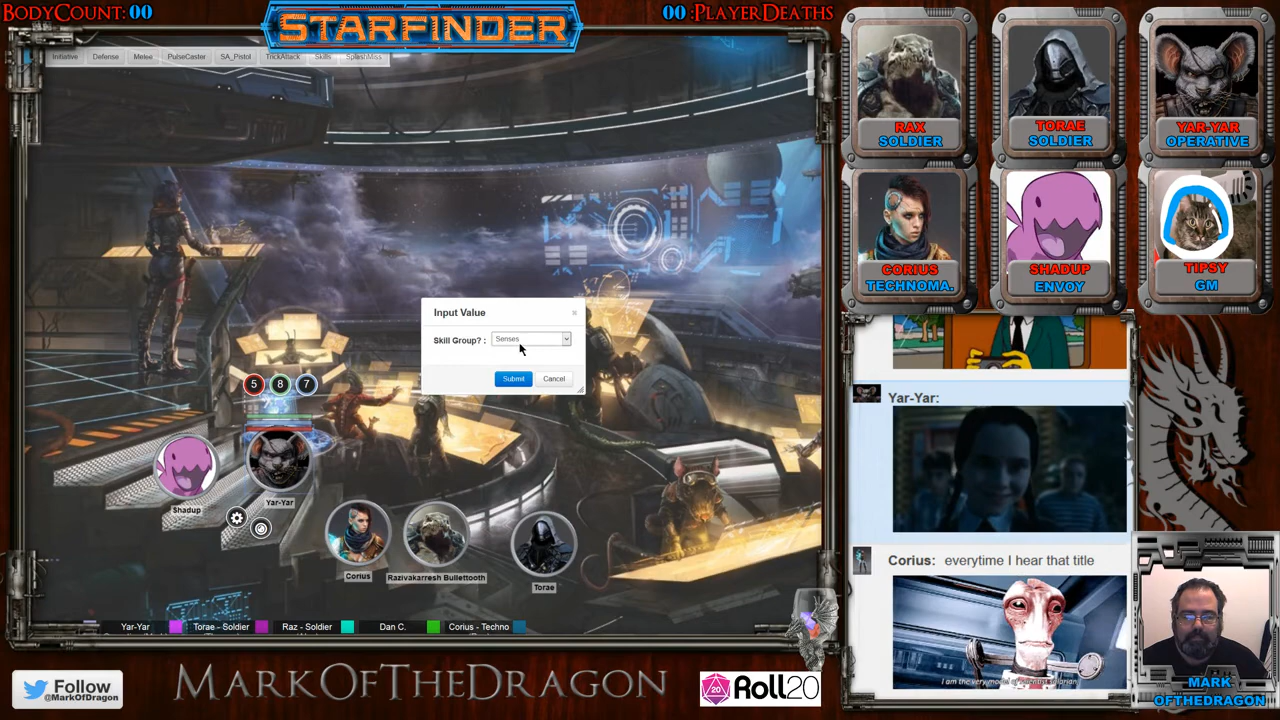 BODYCOUNT: 00
STARFINDER
00 :PLAYERDEATHS
Initiative Defense Melee PulseCaster SA_Pistol TrickAttack Skills SplashMiss
RAX
SOLDIER
TORAE
SOLDIER
YAR-YAR
OPERATIVE
CORIUS
TECHNOMA.
SHADUP
ENVOY
TIPSY
GM
Input Value
Skill Group? : Senses
Submit Cancel
5 8 7
Shadup
Yar-Yar
Corius
Razivakarresh Bullettooth
Torae
Yar-Yar:
Corius: everytime I hear that title
Yar-Yar Torae - Soldier Raz - Soldier Dan C. Corius - Techno
Follow
@MarkOfDragon
MARKOFTHEDRAGON
20
Roll20
MARK
OFTHEDRAGON